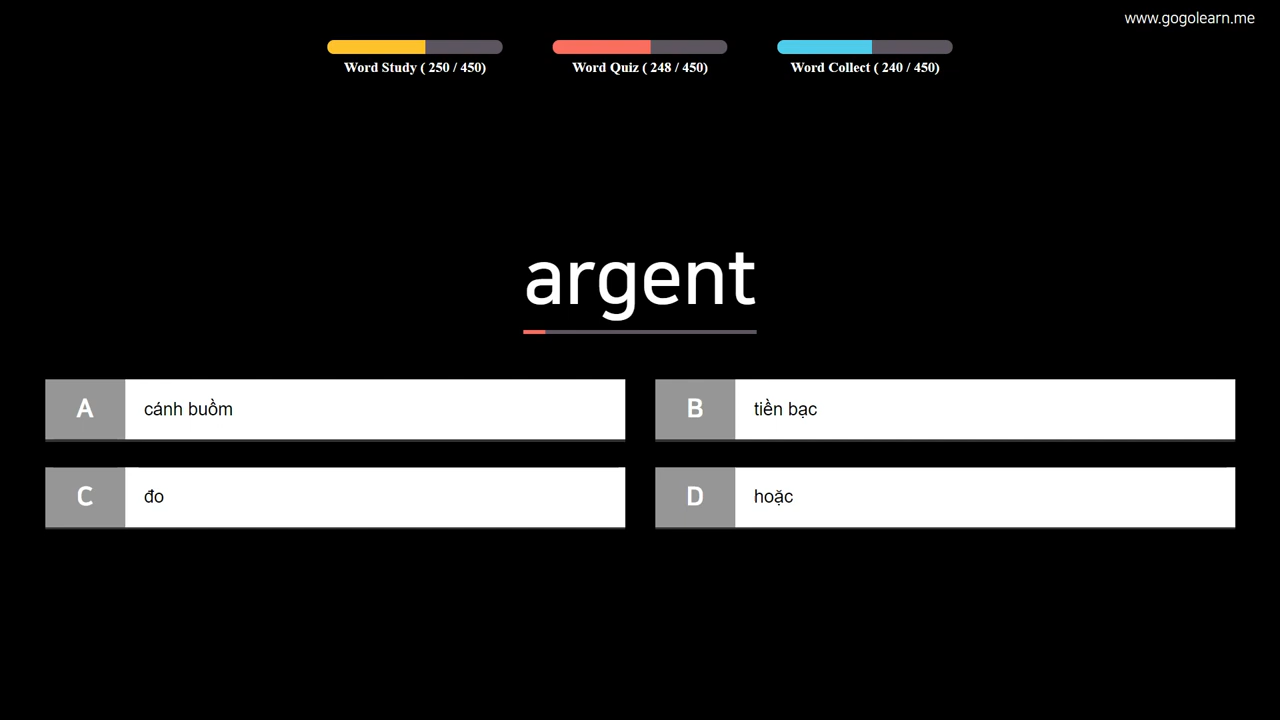 www.gogolearn.me
Word Study ( 250 / 450)
Word Quiz ( 248 / 450)
Word Collect ( 240 / 450)
argent
A cánh buồm
B tiền bạc
C đo
D hoặc